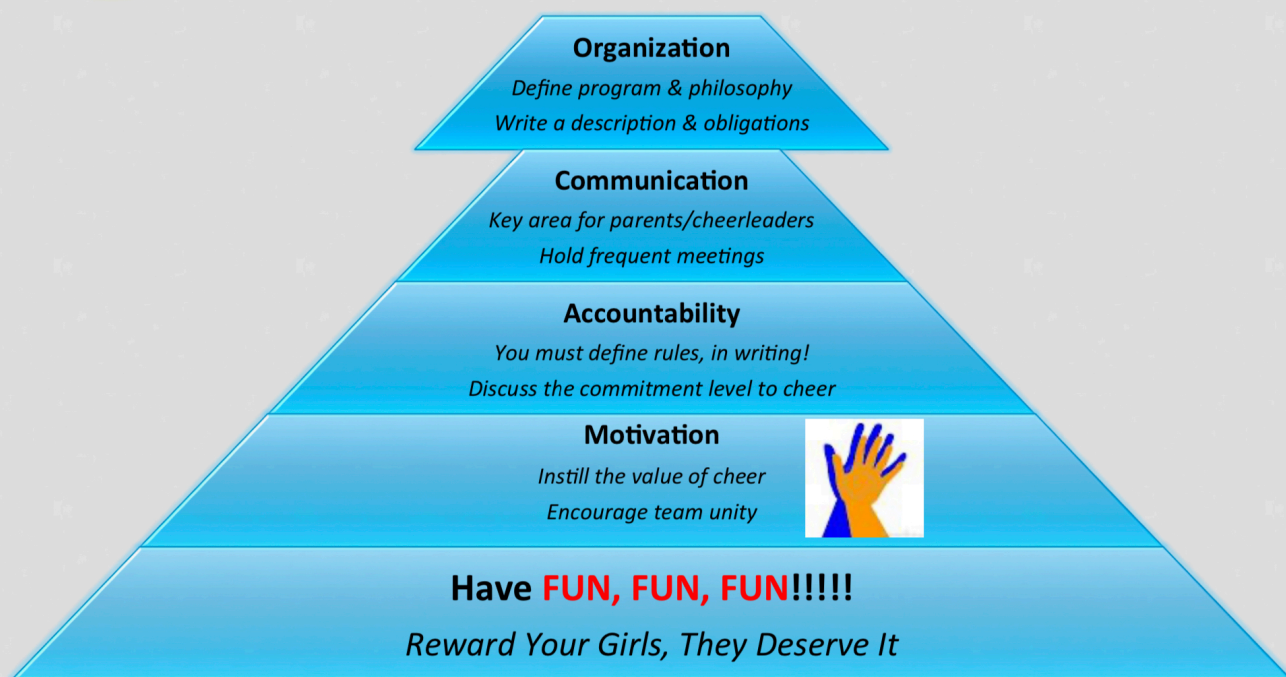 Organization
Define program & philosophy
Write a description & obligations
Communication
Key area for parents/cheerleaders
Hold frequent meetings
Accountability
You must define rules, in writing!
Discuss the commitment level to cheer
Motivation
Instill the value of cheer
Encourage team unity
Have FUN, FUN, FUN!!!!!
Reward Your Girls, They Deserve It